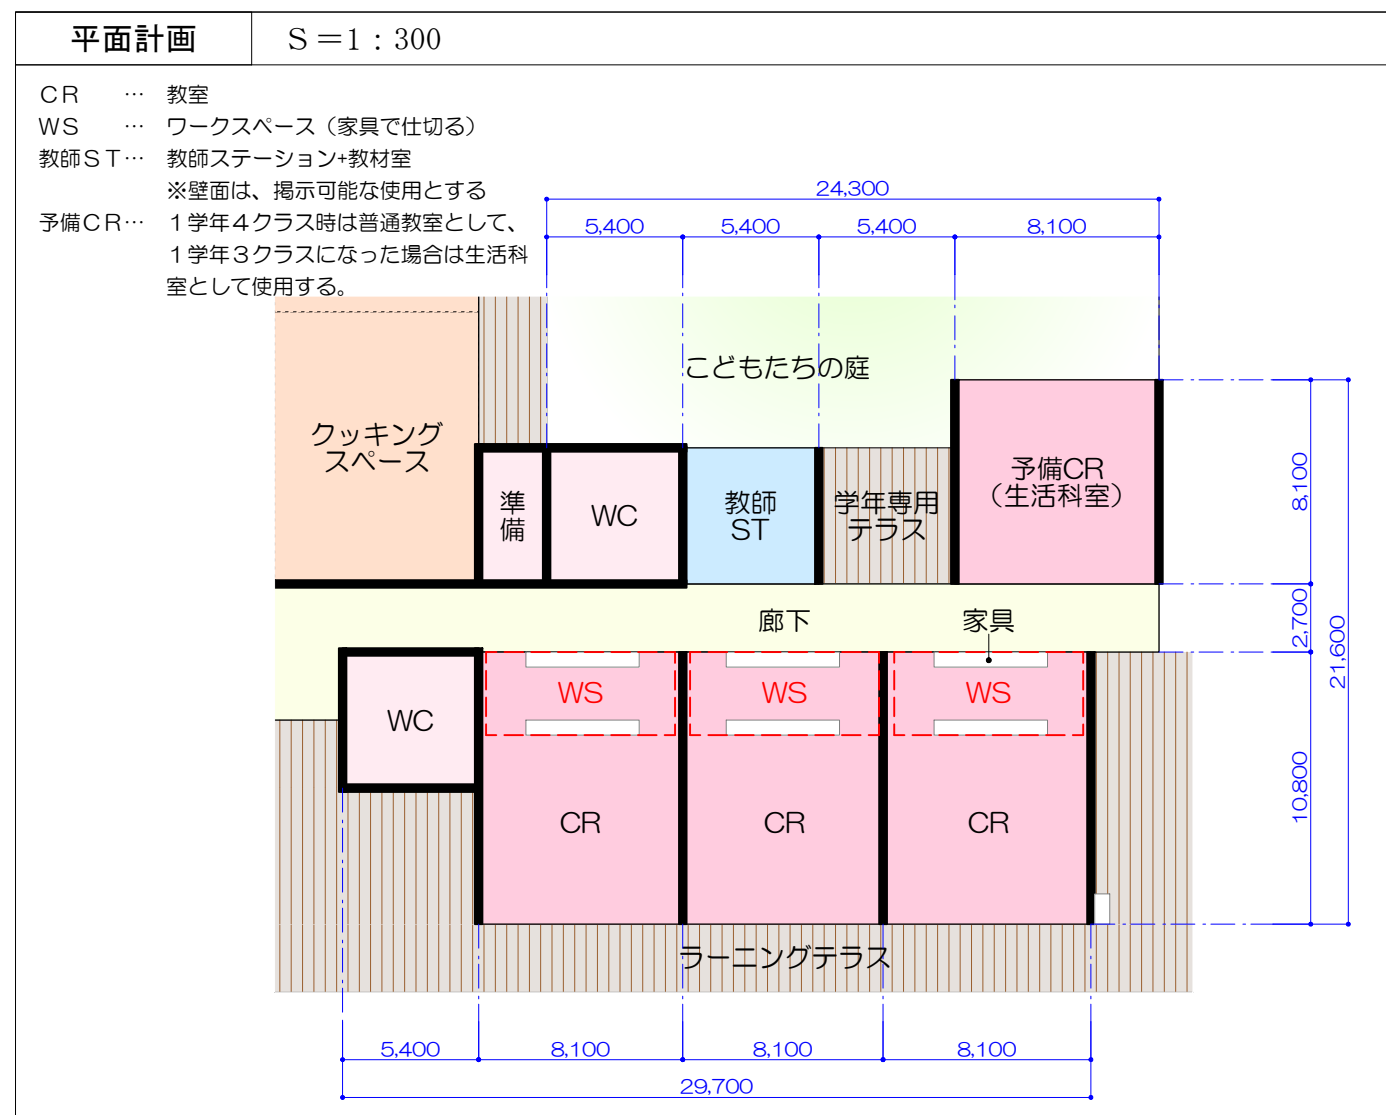 平面計画 S=1:300
CR … 教室
WS … ワークスペース（家具で仕切る）
教師ST… 教師ステーション+教材室
※壁面は、掲示可能な使用とする
予備CR… 1学年4クラス時は普通教室として、
1学年3クラスになった場合は生活科
室として使用する。
24,300
5,400 5,400 5,400 8,100
こどもたちの庭
クッキング
スペース
準
備
WC
教師
ST
学年専用
テラス
予備CR
（生活科室）
8,100
廊下
家具
2,700
21,600
WS WS WS
WC
CR CR CR
10,800
ラーニングテラス
5,400 8,100 8,100 8,100
29,700